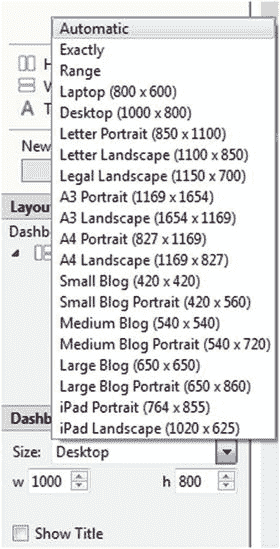 Automatic
Exactly
Range
Laptop (800 x 600)
Desktop (1000 x 800)
Letter Portrait (850 x 1100)
Letter Landscape (1100 x 850)
Legal Landscape (1150 x 700)
A3 Portrait (1169 x 1654)
A3 Landscape (1654 x 1169)
A4 Portrait (827 x 1169)
A4 Landscape (1169 x 827)
Small Blog (420 x 420)
Small Blog Portrait (420 x 560)
Medium Blog (540 x 540)
Medium Blog Portrait (540 x 720)
Large Blog (650 x 650)
Large Blog Portrait (650 x 860)
iPad Portrait (764 x 855)
iPad Landscape (1020 x 625)
H
V
A T
New
Layou
Dashb
Dashb
Size: Desktop
w 1000 h 800
Show Title